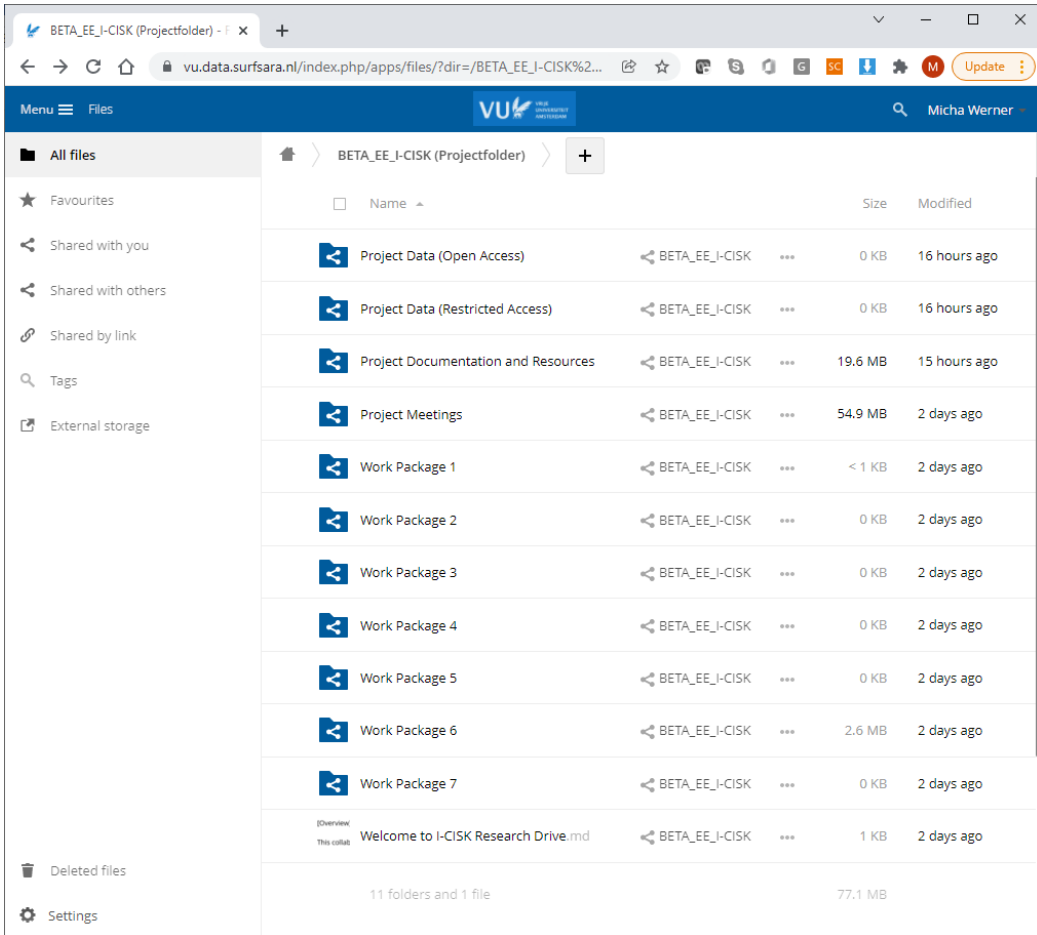 BETA_EE_I-CISK (Projectfolder) - F
vu.data.surfsara.nl/index.php/apps/files/?dir=/BETA_EE_I-CISK%2...
G
SC
M
Update
Menu Files
VU VRIJE UNIVERSITEIT AMSTERDAM
Micha Werner
All files
Favourites
Shared with you
Shared with others
Shared by link
Tags
External storage
Deleted files
Settings
BETA_EE_I-CISK (Projectfolder)
+
Name Size Modified
Project Data (Open Access) BETA_EE_I-CISK 0 KB 16 hours ago
Project Data (Restricted Access) BETA_EE_I-CISK 0 KB 16 hours ago
Project Documentation and Resources BETA_EE_I-CISK 19.6 MB 15 hours ago
Project Meetings BETA_EE_I-CISK 54.9 MB 2 days ago
Work Package 1 BETA_EE_I-CISK < 1 KB 2 days ago
Work Package 2 BETA_EE_I-CISK 0 KB 2 days ago
Work Package 3 BETA_EE_I-CISK 0 KB 2 days ago
Work Package 4 BETA_EE_I-CISK 0 KB 2 days ago
Work Package 5 BETA_EE_I-CISK 0 KB 2 days ago
Work Package 6 BETA_EE_I-CISK 2.6 MB 2 days ago
Work Package 7 BETA_EE_I-CISK 0 KB 2 days ago
[Overview]
This collab
Welcome to I-CISK Research Drive.md BETA_EE_I-CISK 1 KB 2 days ago
11 folders and 1 file 77.1 MB